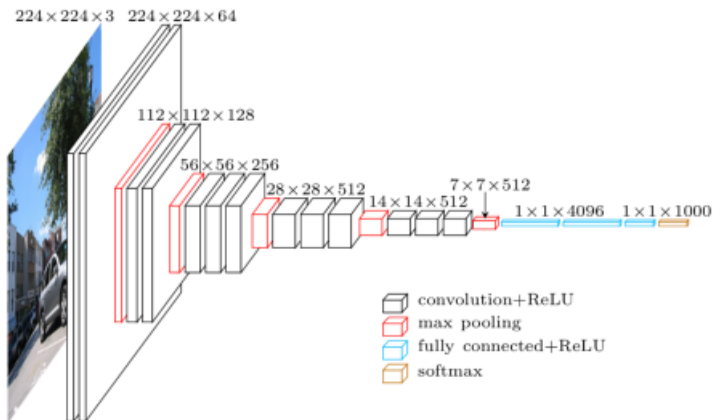 224×224×3
224×224×64
112×112×128
56×56×256
28×28×512
14×14×512
7×7×512
1×1×4096
1×1×1000
convolution+ReLU
max pooling
fully connected+ReLU
softmax